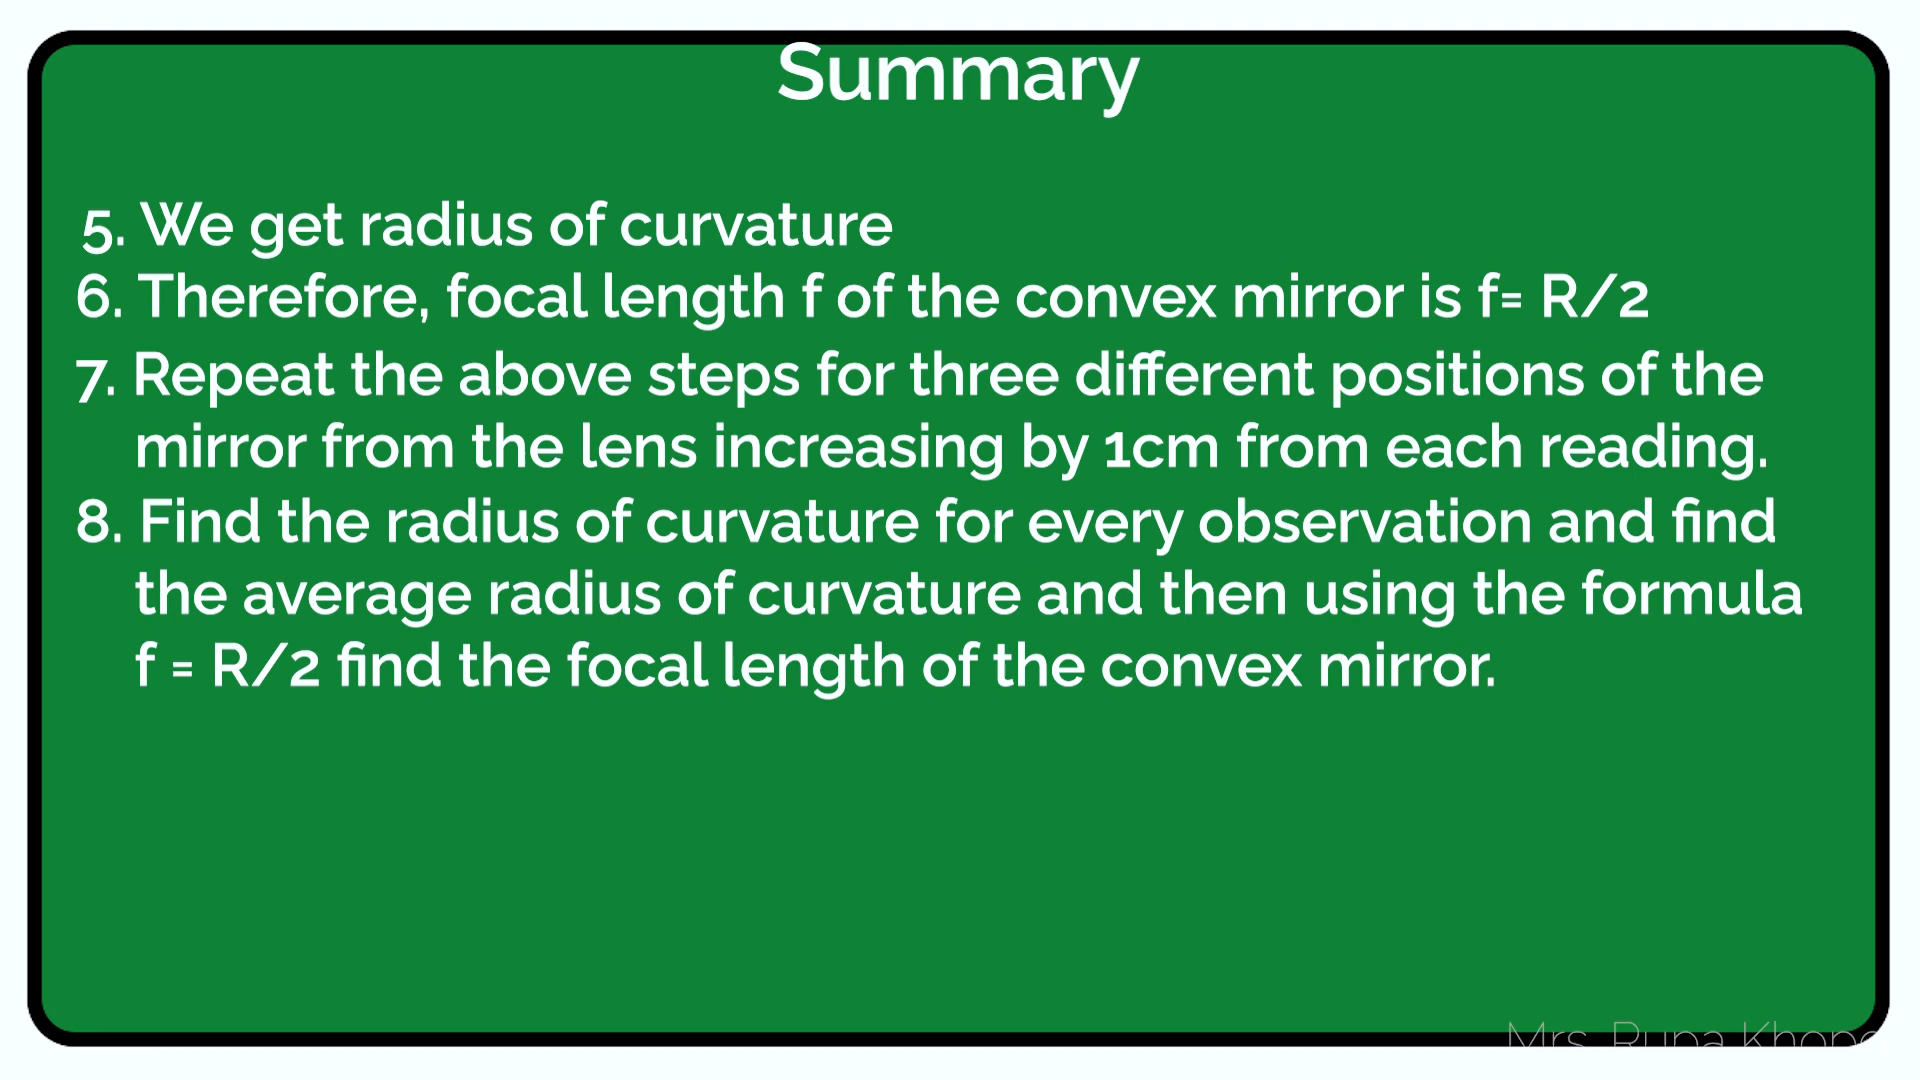 Summary
5. We get radius of curvature
6. Therefore, focal length f of the convex mirror is f= R/2
7. Repeat the above steps for three different positions of the
mirror from the lens increasing by 1cm from each reading.
8. Find the radius of curvature for every observation and find
the average radius of curvature and then using the formula
f = R/2 find the focal length of the convex mirror.
Mrs. Rupa